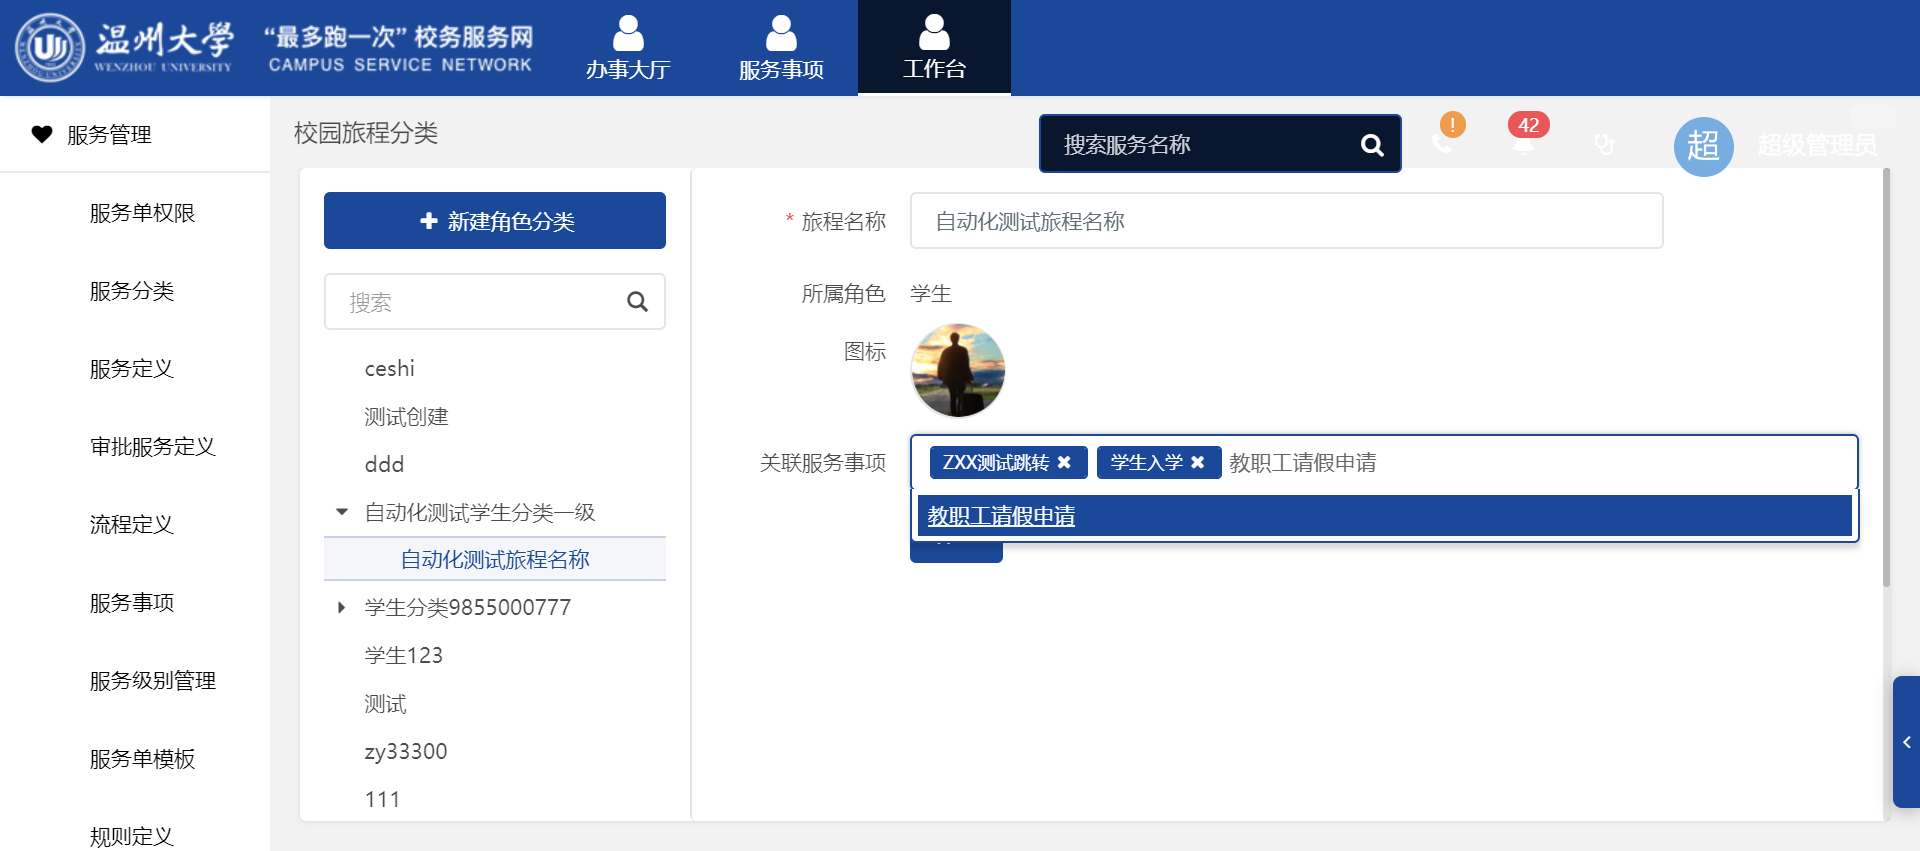 温州大学
WENZHOU UNIVERSITY
“最多跑一次”校务服务网
CAMPUS SERVICE NETWORK
办事大厅
服务事项
工作台
服务管理
校园旅程分类
搜索服务名称
!
42
超
超级管理员
服务单权限
服务分类
服务定义
审批服务定义
流程定义
服务事项
服务级别管理
服务单模板
规则定义
新建角色分类
搜索
ceshi
测试创建
ddd
自动化测试学生分类一级
自动化测试旅程名称
学生分类9855000777
学生123
测试
zy33300
111
* 旅程名称 自动化测试旅程名称
所属角色 学生
图标
关联服务事项 ZXX测试跳转 学生入学 教职工请假申请
教职工请假申请